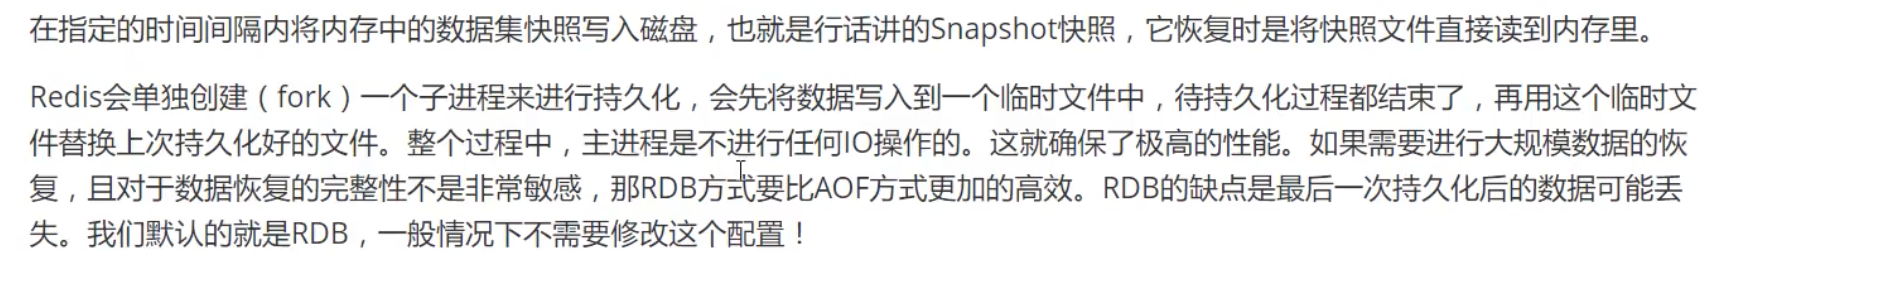 在指定的时间间隔内将内存中的数据集快照写入磁盘，也就是行话讲的Snapshot快照，它恢复时是将快照文件直接读到内存里。
Redis会单独创建（fork）一个子进程来进行持久化，会先将数据写入到一个临时文件中，待持久化过程都结束了，再用这个临时文
件替换上次持久化好的文件。整个过程中，主进程是不进行任何IO操作的。这就确保了极高的性能。如果需要进行大规模数据的恢
复，且对于数据恢复的完整性不是非常敏感，那RDB方式要比AOF方式更加的高效。RDB的缺点是最后一次持久化后的数据可能丢
失。我们默认的就是RDB，一般情况下不需要修改这个配置！